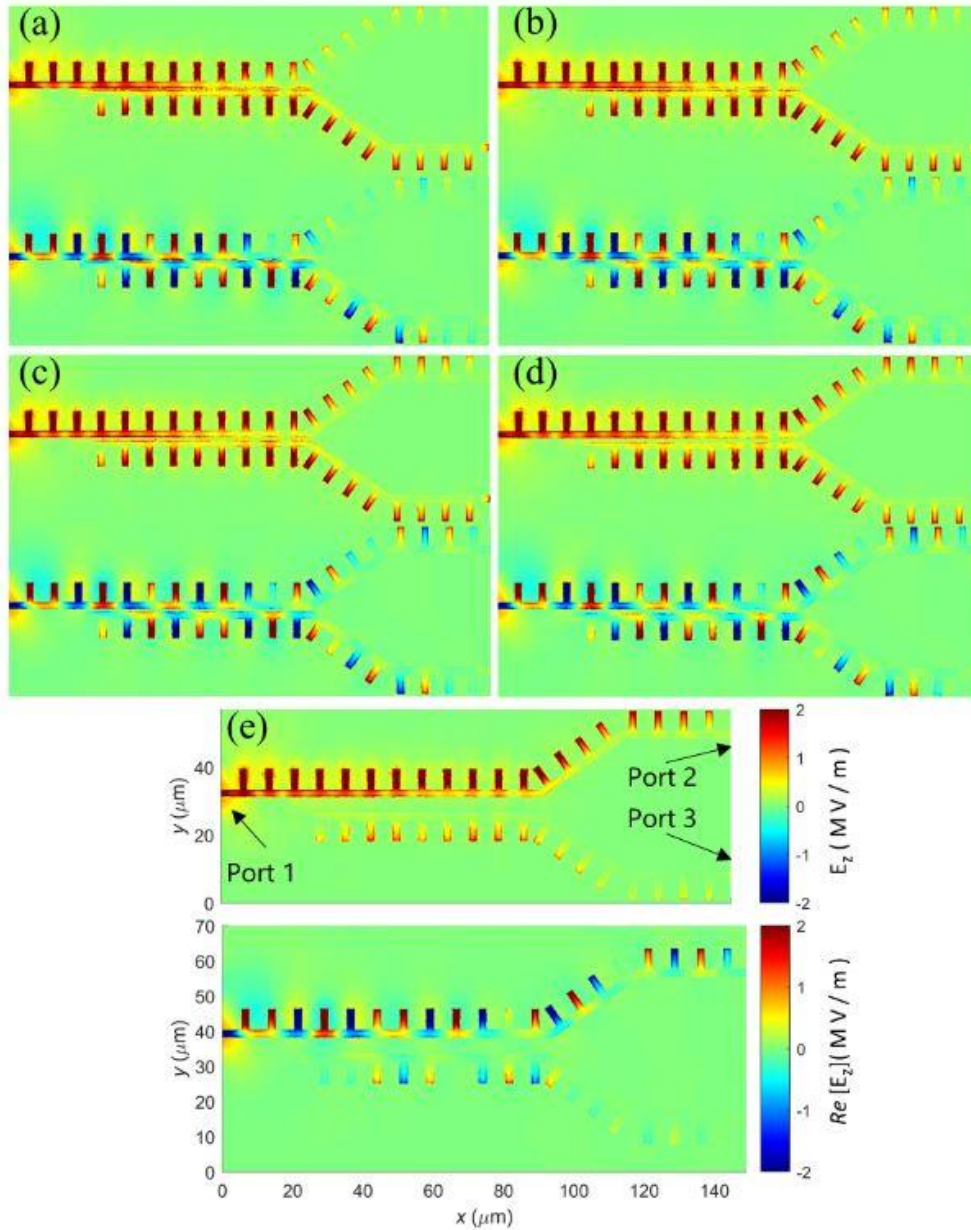 (a)
(b)
(c)
(d)
(e)
Port 1
Port 2
Port 3
y (μm)
40
20
0
2
1
0
-1
-2
E_z ( M V / m )
y (μm)
70
60
50
40
30
20
10
0
0
20
40
60
80
100
120
140
x (μm)
2
1
0
-1
-2
Re [E_z]( M V / m )